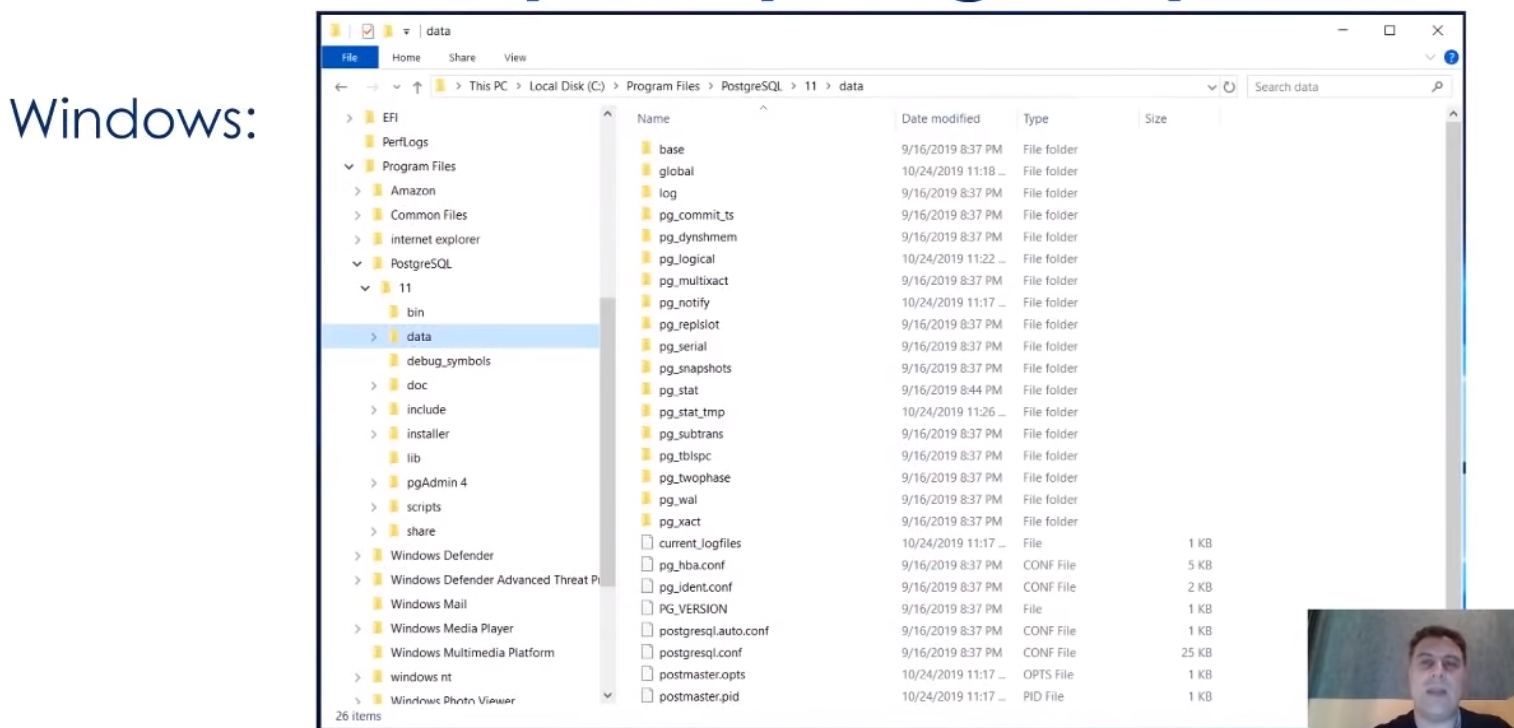 data
File Home Share View
This PC > Local Disk (C:) > Program Files > PostgreSQL > 11 > data
Search data
Windows:
EFI
PerfLogs
Program Files
Amazon
Common Files
internet explorer
PostgreSQL
11
bin
data
debug_symbols
doc
include
installer
lib
pgAdmin 4
scripts
share
Windows Defender
Windows Defender Advanced Threat
Windows Mail
Windows Media Player
Windows Multimedia Platform
windows nt
Windows Photo Viewer
Name Date modified Type Size
base 9/16/2019 8:37 PM File folder
global 10/24/2019 11:18 ... File folder
log 9/16/2019 8:37 PM File folder
pg_commit_ts 9/16/2019 8:37 PM File folder
pg_dynshmem 9/16/2019 8:37 PM File folder
pg_logical 10/24/2019 11:22 ... File folder
pg_multixact 9/16/2019 8:37 PM File folder
pg_notify 10/24/2019 11:17 ... File folder
pg_replslot 9/16/2019 8:37 PM File folder
pg_serial 9/16/2019 8:37 PM File folder
pg_snapshots 9/16/2019 8:37 PM File folder
pg_stat 9/16/2019 8:44 PM File folder
pg_stat_tmp 10/24/2019 11:26 ... File folder
pg_subtrans 9/16/2019 8:37 PM File folder
pg_tblspc 9/16/2019 8:37 PM File folder
pg_twophase 9/16/2019 8:37 PM File folder
pg_wal 9/16/2019 8:37 PM File folder
pg_xact 9/16/2019 8:37 PM File folder
current_logfiles 10/24/2019 11:17 ... File 1 KB
pg_hba.conf 9/16/2019 8:37 PM CONF File 5 KB
pg_ident.conf 9/16/2019 8:37 PM CONF File 2 KB
PG_VERSION 9/16/2019 8:37 PM File 1 KB
postgresql.auto.conf 9/16/2019 8:37 PM CONF File 1 KB
postgresql.conf 9/16/2019 8:37 PM CONF File 25 KB
postmaster.opts 10/24/2019 11:17 ... OPTS File 1 KB
postmaster.pid 10/24/2019 11:17 ... PID File 1 KB
26 items